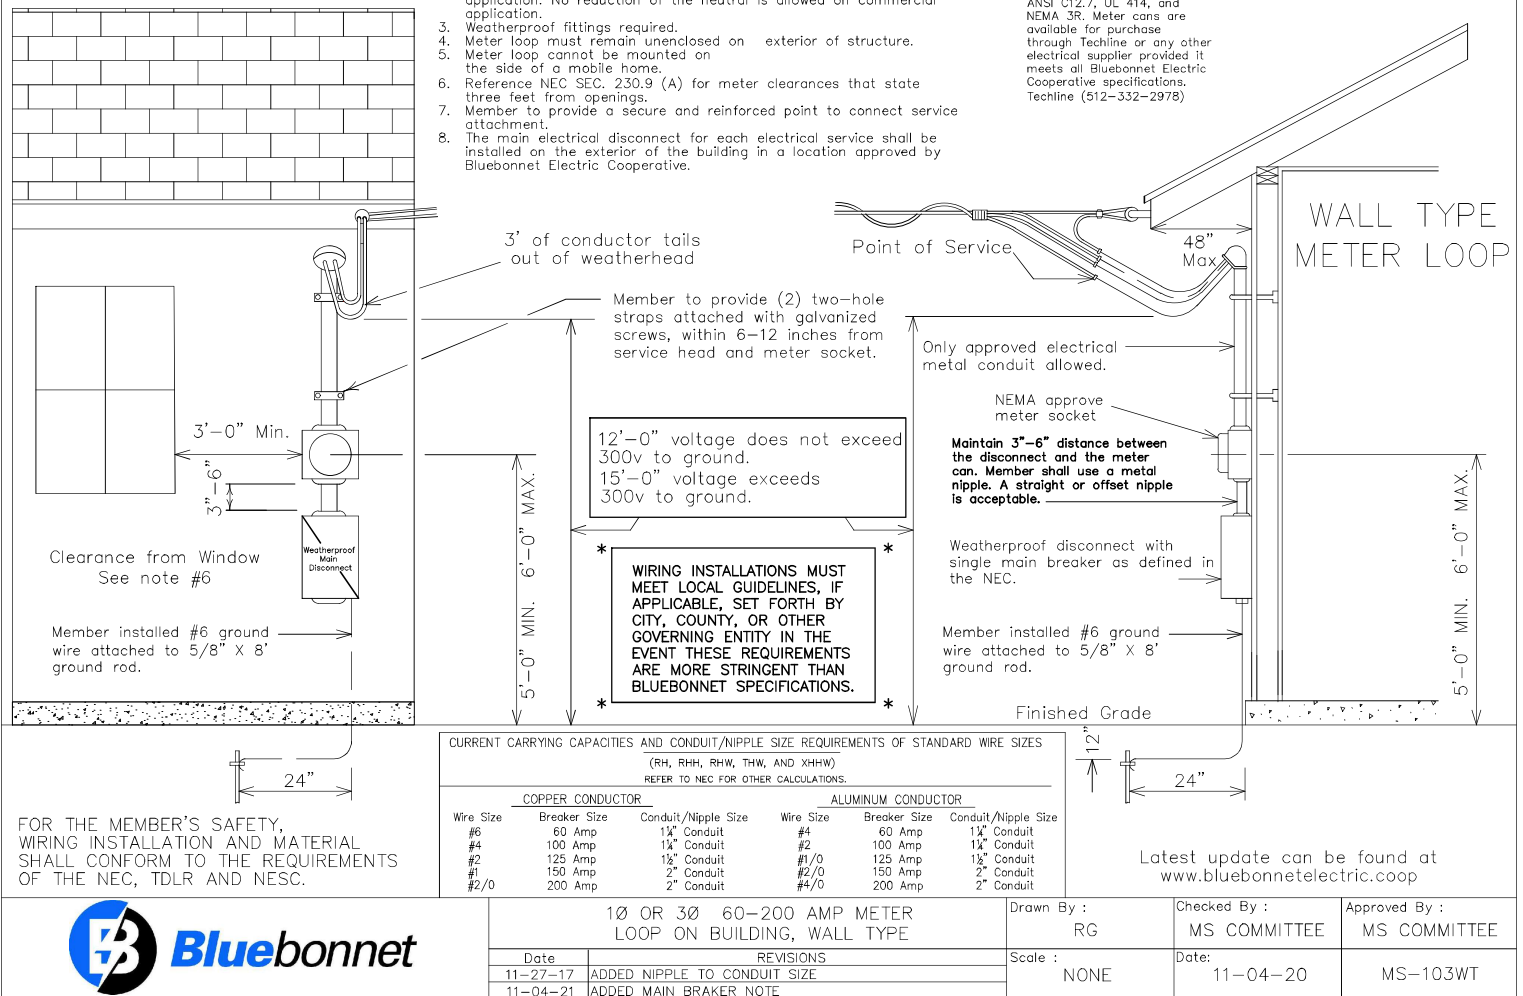 application. No reduction of the neutral is allowed on commercial
application.
3. Weatherproof fittings required.
4. Meter loop must remain unenclosed on exterior of structure.
5. Meter loop cannot be mounted on
the side of a mobile home.
6. Reference NEC SEC. 230.9 (A) for meter clearances that state
three feet from openings.
7. Member to provide a secure and reinforced point to connect service
attachment.
8. The main electrical disconnect for each electrical service shall be
installed on the exterior of the building in a location approved by
Bluebonnet Electric Cooperative.
ANSI C12.7, UL 414, and
NEMA 3R. Meter cans are
available for purchase
through Techline or any other
electrical supplier provided it
meets all Bluebonnet Electric
Cooperative specifications.
Techline (512-332-2978)
WALL TYPE
METER LOOP
3' of conductor tails
out of weatherhead
Point of Service
48"
Max
Member to provide (2) two-hole
straps attached with galvanized
screws, within 6-12 inches from
service head and meter socket.
Only approved electrical
metal conduit allowed.
NEMA approve
meter socket
3'-0" Min.
3"-6"
12'-0" voltage does not exceed
300v to ground.
15'-0" voltage exceeds
300v to ground.
Maintain 3"-6" distance between
the disconnect and the meter
can. Member shall use a metal
nipple. A straight or offset nipple
is acceptable.
Weatherproof
Main
Disconnect
Clearance from Window
See note #6
5'-0" MIN. 6'-0" MAX.
* *
WIRING INSTALLATIONS MUST
MEET LOCAL GUIDELINES, IF
APPLICABLE, SET FORTH BY
CITY, COUNTY, OR OTHER
GOVERNING ENTITY IN THE
EVENT THESE REQUIREMENTS
ARE MORE STRINGENT THAN
BLUEBONNET SPECIFICATIONS.
* *
Weatherproof disconnect with
single main breaker as defined in
the NEC.
5'-0" MIN. 6'-0" MAX.
Member installed #6 ground
wire attached to 5/8" X 8'
ground rod.
Member installed #6 ground
wire attached to 5/8" X 8'
ground rod.
Finished Grade
12"
24"
24"
CURRENT CARRYING CAPACITIES AND CONDUIT/NIPPLE SIZE REQUIREMENTS OF STANDARD WIRE SIZES
(RH, RHH, RHW, THW, AND XHHW)
REFER TO NEC FOR OTHER CALCULATIONS.
COPPER CONDUCTOR ALUMINUM CONDUCTOR
Wire Size Breaker Size Conduit/Nipple Size Wire Size Breaker Size Conduit/Nipple Size
#6 60 Amp 1¼" Conduit #4 60 Amp 1¼" Conduit
#4 100 Amp 1¼" Conduit #2 100 Amp 1¼" Conduit
#2 125 Amp 1½" Conduit #1/0 125 Amp 1½" Conduit
#1 150 Amp 2" Conduit #2/0 150 Amp 2" Conduit
#2/0 200 Amp 2" Conduit #4/0 200 Amp 2" Conduit
FOR THE MEMBER'S SAFETY,
WIRING INSTALLATION AND MATERIAL
SHALL CONFORM TO THE REQUIREMENTS
OF THE NEC, TDLR AND NESC.
Latest update can be found at
www.bluebonnetelectric.coop
Bluebonnet
1Ø OR 3Ø 60-200 AMP METER
LOOP ON BUILDING, WALL TYPE
Date REVISIONS
11-27-17 ADDED NIPPLE TO CONDUIT SIZE
11-04-21 ADDED MAIN BRAKER NOTE
Drawn By :
RG
Checked By :
MS COMMITTEE
Approved By :
MS COMMITTEE
Scale :
NONE
Date:
11-04-20
MS-103WT